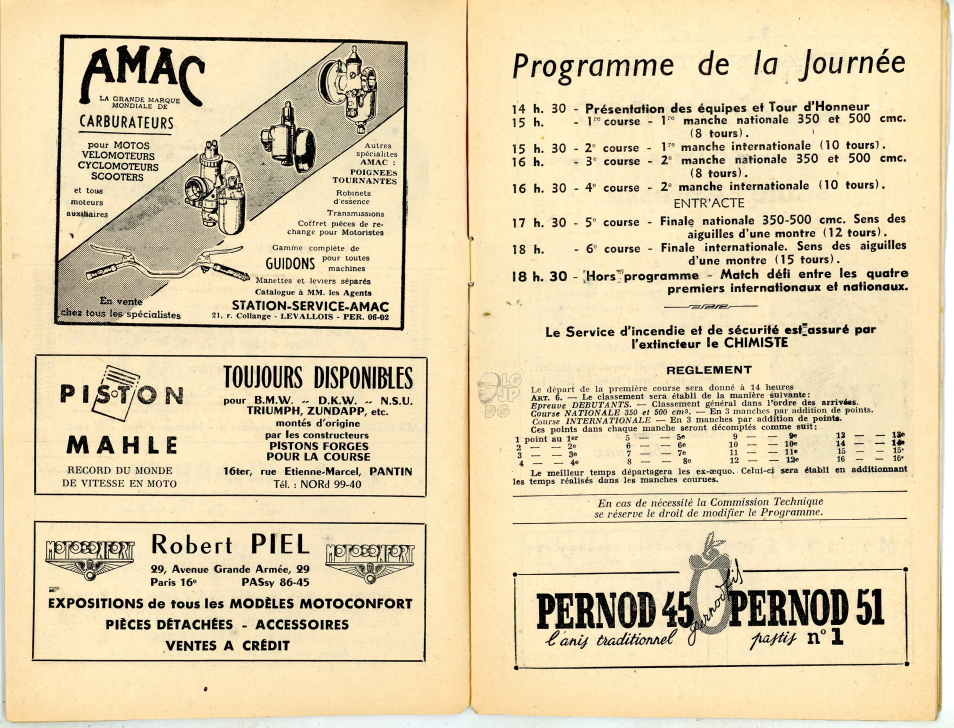 AMAC
LA GRANDE MARQUE
MONDIALE DE
CARBURATEURS
pour MOTOS
VELOMOTEURS
CYCLOMOTEURS
SCOOTERS
et tous
moteurs
auxiliaires
Autres
spécialités
AMAC :
POIGNEES
TOURNANTES
Robinets
d'essence
Transmissions
Coffret pièces de re-
change pour Motoristes
Gamme complète de
GUIDONS pour toutes
machines
Manettes et leviers séparés
Catalogue à MM. les Agents
En vente
chez tous les spécialistes
STATION-SERVICE-AMAC
21, r. Collange - LEVALLOIS - PER. 06-02
PISTON
MAHLE
RECORD DU MONDE
DE VITESSE EN MOTO
TOUJOURS DISPONIBLES
pour B.M.W. -- D.K.W. -- N.S.U.
TRIUMPH, ZUNDAPP, etc.
montés d'origine
par les constructeurs
PISTONS FORGES
POUR LA COURSE
16ter, rue Etienne-Marcel, PANTIN
Tél. : NORd 99-40
MOTOCONFORT Robert PIEL MOTOCONFORT
29, Avenue Grande Armée, 29
Paris 16e PASsy 86-45
EXPOSITIONS de tous les MODÈLES MOTOCONFORT
PIÈCES DÉTACHÉES - ACCESSOIRES
VENTES A CRÉDIT
Programme de la Journée
14 h. 30 - Présentation des équipes et Tour d'Honneur
15 h. - 1re course - 1re manche nationale 350 et 500 cmc.
(8 tours).
15 h. 30 - 2e course - 1re manche internationale (10 tours).
16 h. - 3e course - 2e manche nationale 350 et 500 cmc.
(8 tours).
16 h. 30 - 4e course - 2e manche internationale (10 tours).
ENTR'ACTE
17 h. 30 - 5e course - Finale nationale 350-500 cmc. Sens des
aiguilles d'une montre (12 tours).
18 h. - 6e course - Finale internationale. Sens des aiguilles
d'une montre (15 tours).
18 h. 30 - Hors programme - Match défi entre les quatre
premiers internationaux et nationaux.
Le Service d'incendie et de sécurité est assuré par
l'extincteur le CHIMISTE
REGLEMENT
Le départ de la première course sera donné à 14 heures
ART. 6. — Le classement sera établi de la manière suivante:
Epreuve DEBUTANTS. — Classement général dans l'ordre des arrivées.
Course NATIONALE 350 et 500 cm3. — En 3 manches par addition de points.
Course INTERNATIONALE — En 3 manches par addition de points.
Ces points dans chaque manche seront décomptés comme suit:
1 point au 1er 5 — — 5e 9 — — 9e 13 — — 13e
2 — — 2e 6 — — 6e 10 — — 10e 14 — — 14e
3 — — 3e 7 — — 7e 11 — — 11e 15 — — 15e
4 — — 4e 8 — — 8e 12 — — 12e 16 — — 16e
Le meilleur temps départagera les ex-æquo. Celui-ci sera établi en additionnant
les temps réalisés dans les manches courues.
En cas de nécessité la Commission Technique
se réserve le droit de modifier le Programme.
PERNOD 45 Pernod fils PERNOD 51
l'anis traditionnel pastis n° 1